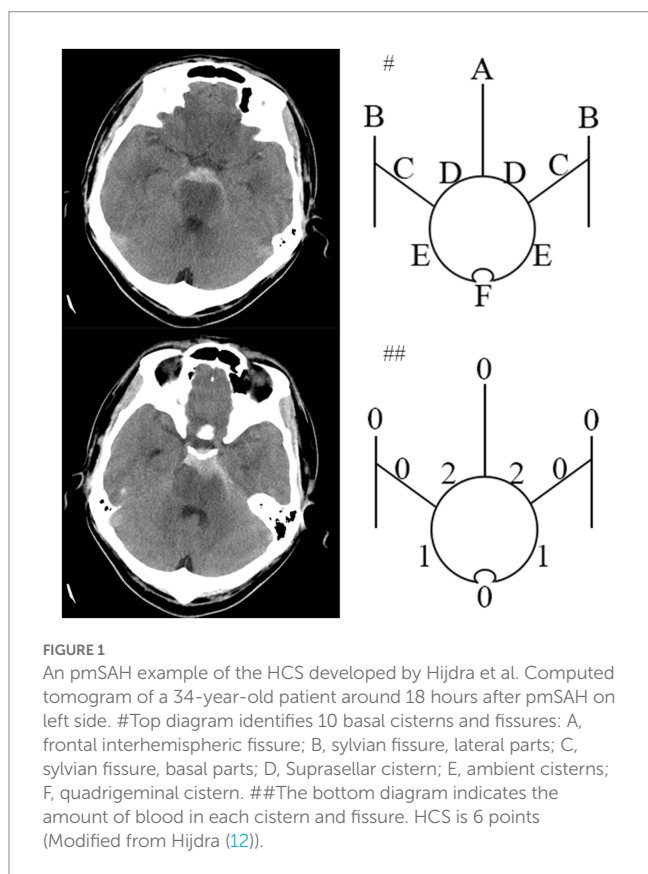 #
A
B B
C D D C
E E
F
##
0
0 0
0 2 2 0
1 1
0
FIGURE 1
An pmSAH example of the HCS developed by Hijdra et al. Computed
tomogram of a 34-year-old patient around 18 hours after pmSAH on
left side. #Top diagram identifies 10 basal cisterns and fissures: A,
frontal interhemispheric fissure; B, sylvian fissure, lateral parts; C,
sylvian fissure, basal parts; D, Suprasellar cistern; E, ambient cisterns;
F, quadrigeminal cistern. ##The bottom diagram indicates the
amount of blood in each cistern and fissure. HCS is 6 points
(Modified from Hijdra (12)).